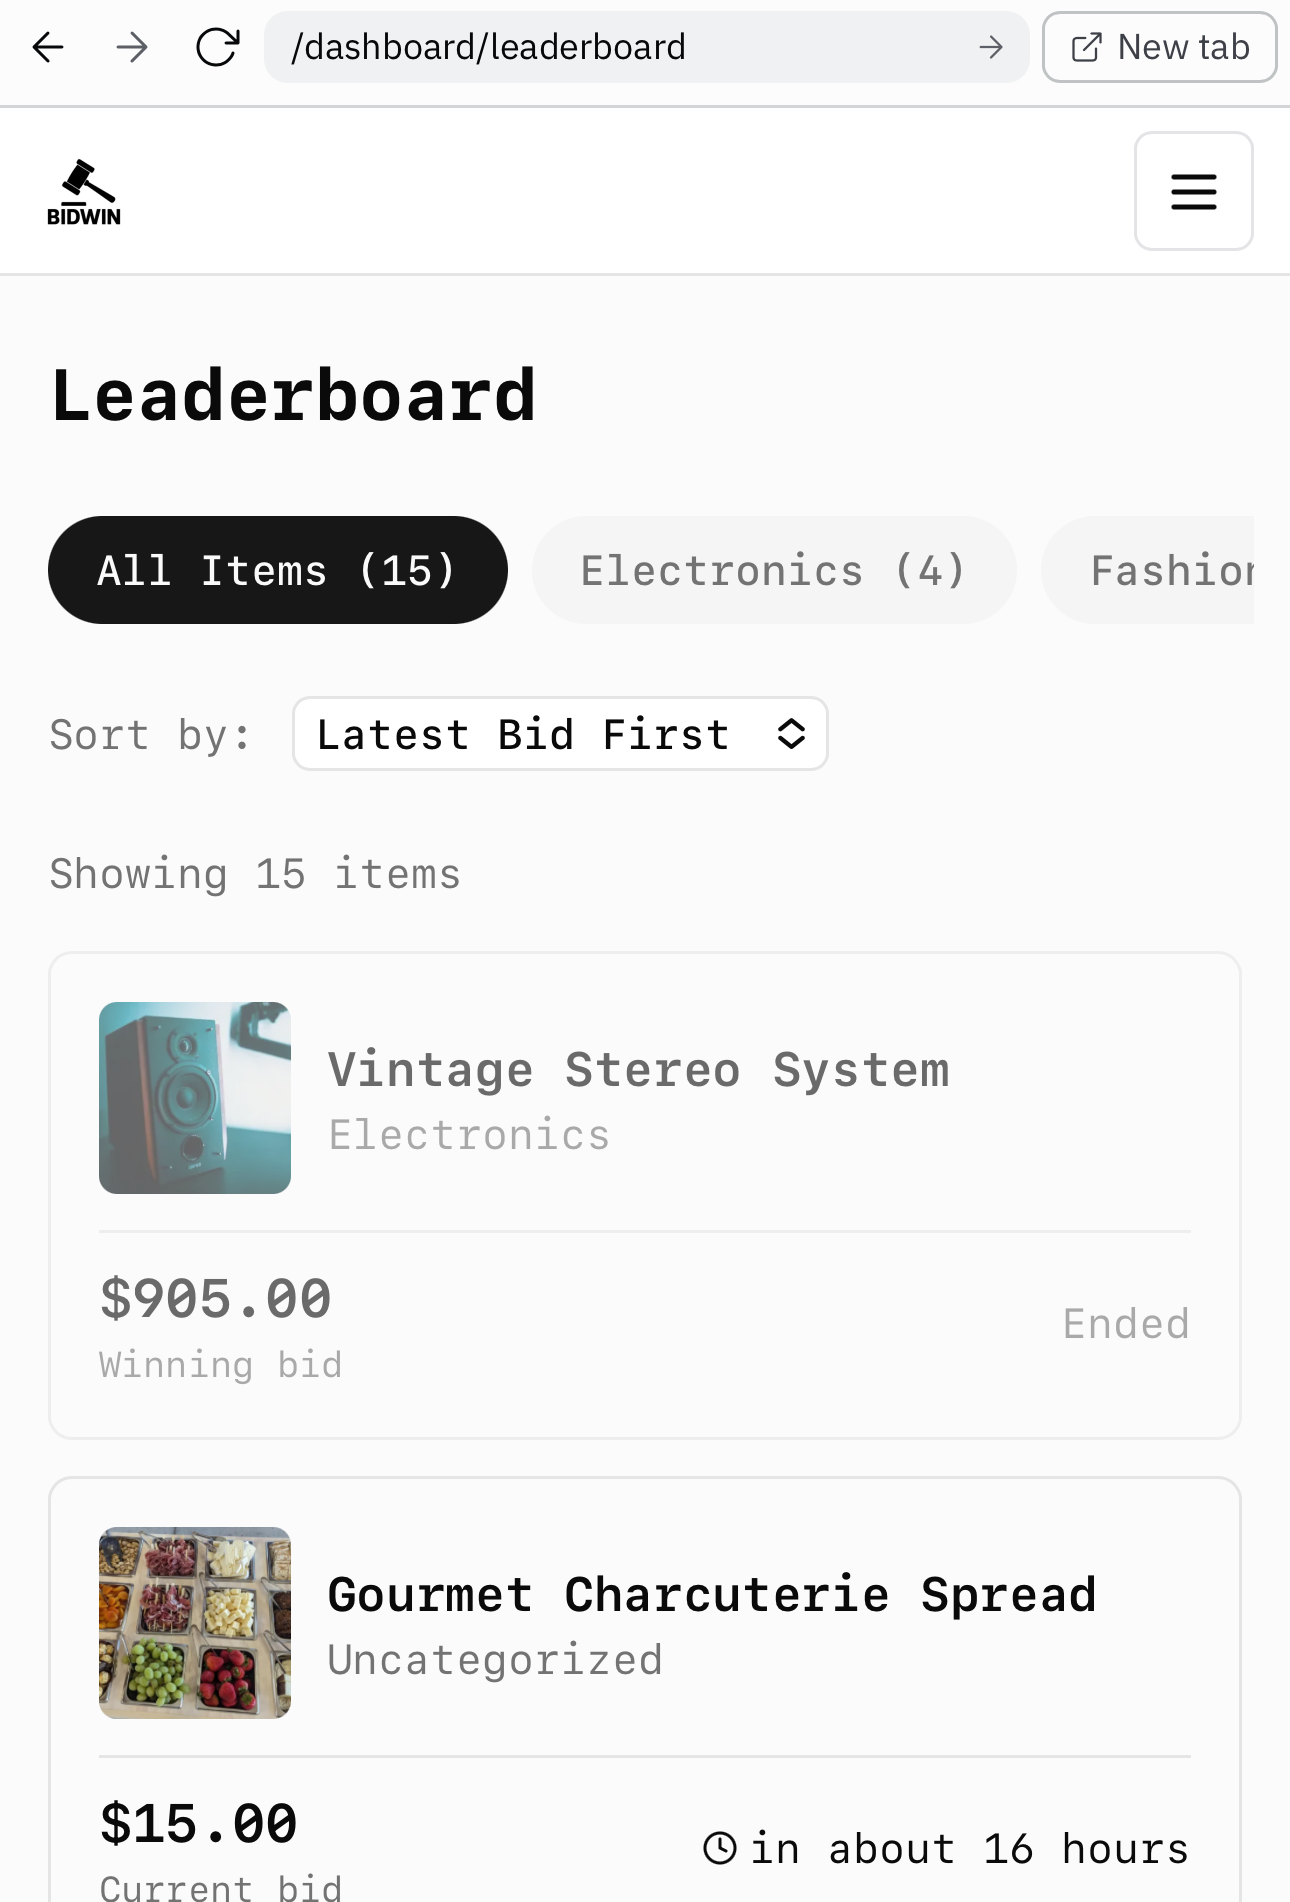 /dashboard/leaderboard
New tab
BIDWIN
Leaderboard
All Items (15)
Electronics (4)
Fashion
Sort by:
Latest Bid First
Showing 15 items
Vintage Stereo System
Electronics
$905.00
Winning bid
Ended
Gourmet Charcuterie Spread
Uncategorized
$15.00
in about 16 hours
Current bid